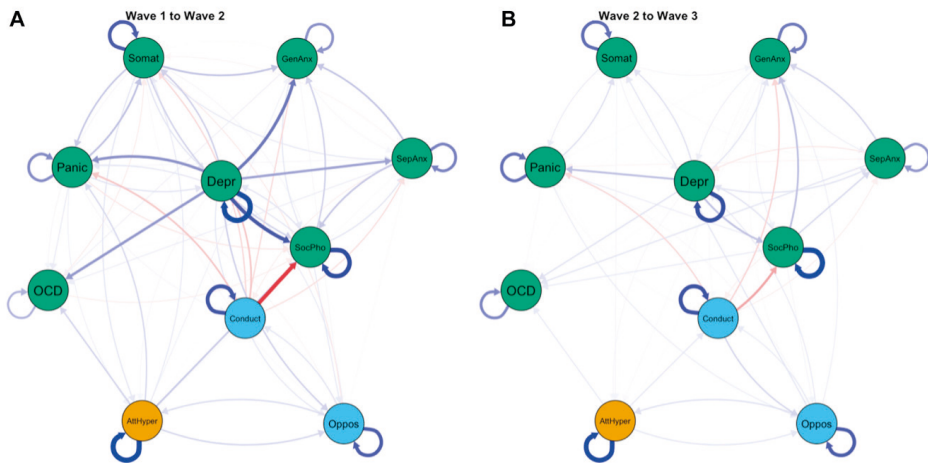 A
Wave 1 to Wave 2
Somat
GenAnx
Panic
Depr
SepAnx
SocPho
OCD
Conduct
AttHyper
Oppos
B
Wave 2 to Wave 3
Somat
GenAnx
Panic
Depr
SepAnx
SocPho
OCD
Conduct
AttHyper
Oppos